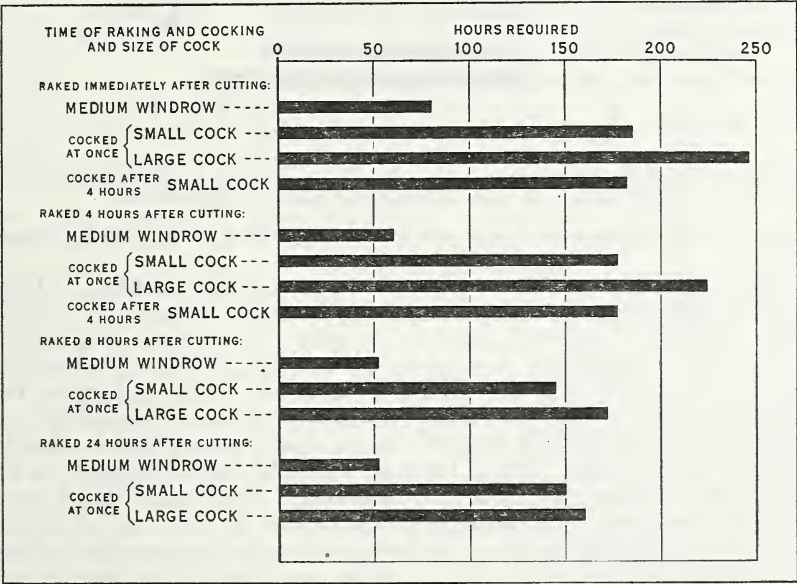 TIME OF RAKING AND COCKING
AND SIZE OF COCK
HOURS REQUIRED
0 50 100 150 200 250
RAKED IMMEDIATELY AFTER CUTTING:
MEDIUM WINDROW
COCKED AT ONCE
SMALL COCK
LARGE COCK
COCKED AFTER 4 HOURS
SMALL COCK
RAKED 4 HOURS AFTER CUTTING:
MEDIUM WINDROW
COCKED AT ONCE
SMALL COCK
LARGE COCK
COCKED AFTER 4 HOURS
SMALL COCK
RAKED 8 HOURS AFTER CUTTING:
MEDIUM WINDROW
COCKED AT ONCE
SMALL COCK
LARGE COCK
RAKED 24 HOURS AFTER CUTTING:
MEDIUM WINDROW
COCKED AT ONCE
SMALL COCK
LARGE COCK